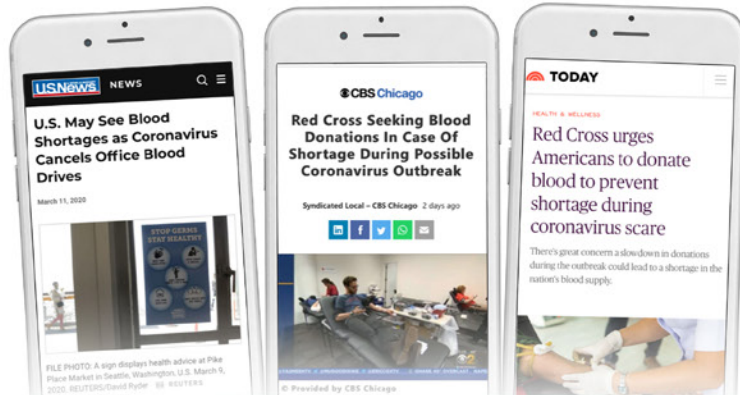 U.S.News NEWS
U.S. May See Blood
Shortages as Coronavirus
Cancels Office Blood
Drives
March 11, 2020
STOP GERMS
STAY HEALTHY
FILE PHOTO: A sign displays health advice at Pike
Place Market in Seattle, Washington, U.S. March 9,
2020. REUTERS/David Ryder REUTERS
CBS Chicago
Red Cross Seeking Blood
Donations In Case Of
Shortage During Possible
Coronavirus Outbreak
Syndicated Local – CBS Chicago 2 days ago
© Provided by CBS Chicago
TODAY
HEALTH & WELLNESS
Red Cross urges
Americans to donate
blood to prevent
shortage during
coronavirus scare
There's great concern a slowdown in donations
during the outbreak could lead to a shortage in the
nation's blood supply.